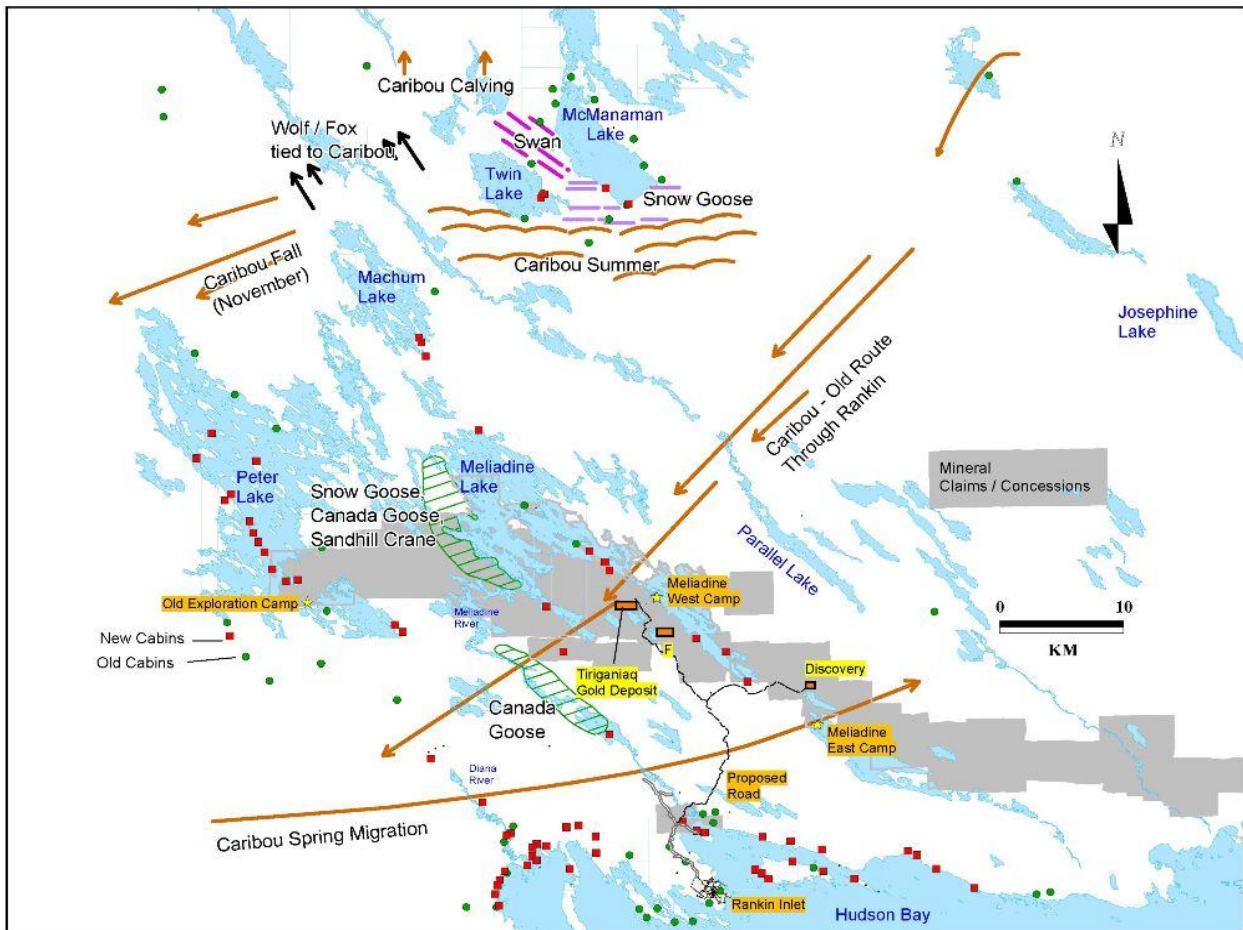 Caribou Calving
McManaman
Lake
Wolf / Fox
tied to Caribou
Swan
Twin
Lake
Snow Goose
N
Caribou Fall
(November)
Machum
Lake
Caribou Summer
Josephine
Lake
Caribou - Old Route
Through Rankin
Peter
Lake
Meliadine
Lake
Snow Goose,
Canada Goose,
Sandhill Crane
Mineral
Claims / Concessions
Parallel Lake
Old Exploration Camp
Meliadine
West Camp
0 10
KM
New Cabins
Old Cabins
Meliadine
River
F
Tiriganiaq
Gold Deposit
Discovery
Canada
Goose
Meliadine
East Camp
Diana
River
Proposed
Road
Caribou Spring Migration
Rankin Inlet
Hudson Bay